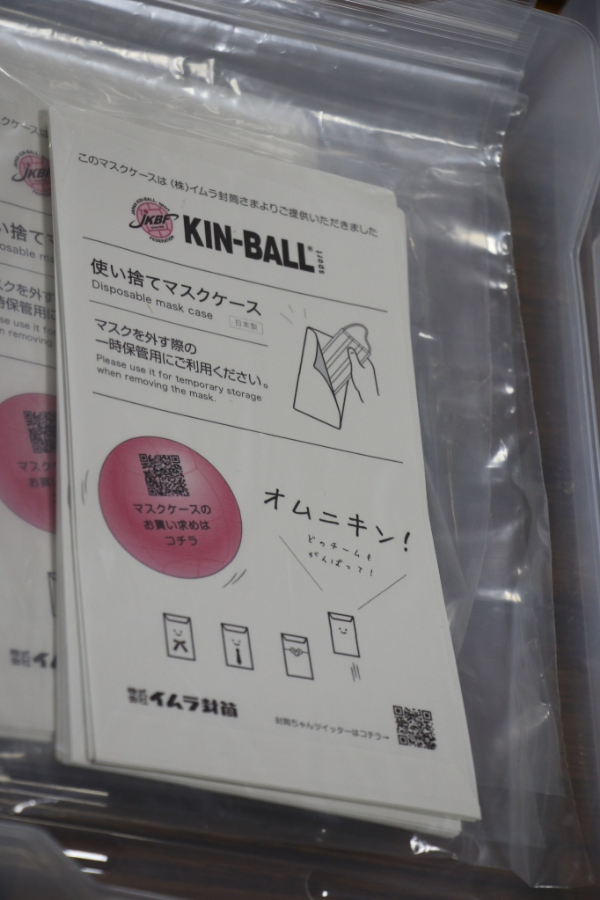 このマスクケースは(株)イムラ封筒さまよりご提供いただきました
JKBF
FEDERATION
KIN-BALL®
sport
使い捨てマスクケース
Disposable mask case
日本製
マスクを外す際の
一時保管用にご利用ください。
Please use it for temporary storage
when removing the mask.
マスクケースの
お買い求めは
コチラ
オムニキン!
どのチームも
がんばって!
株式会社イムラ封筒
封筒ちゃんツイッターはコチラ→